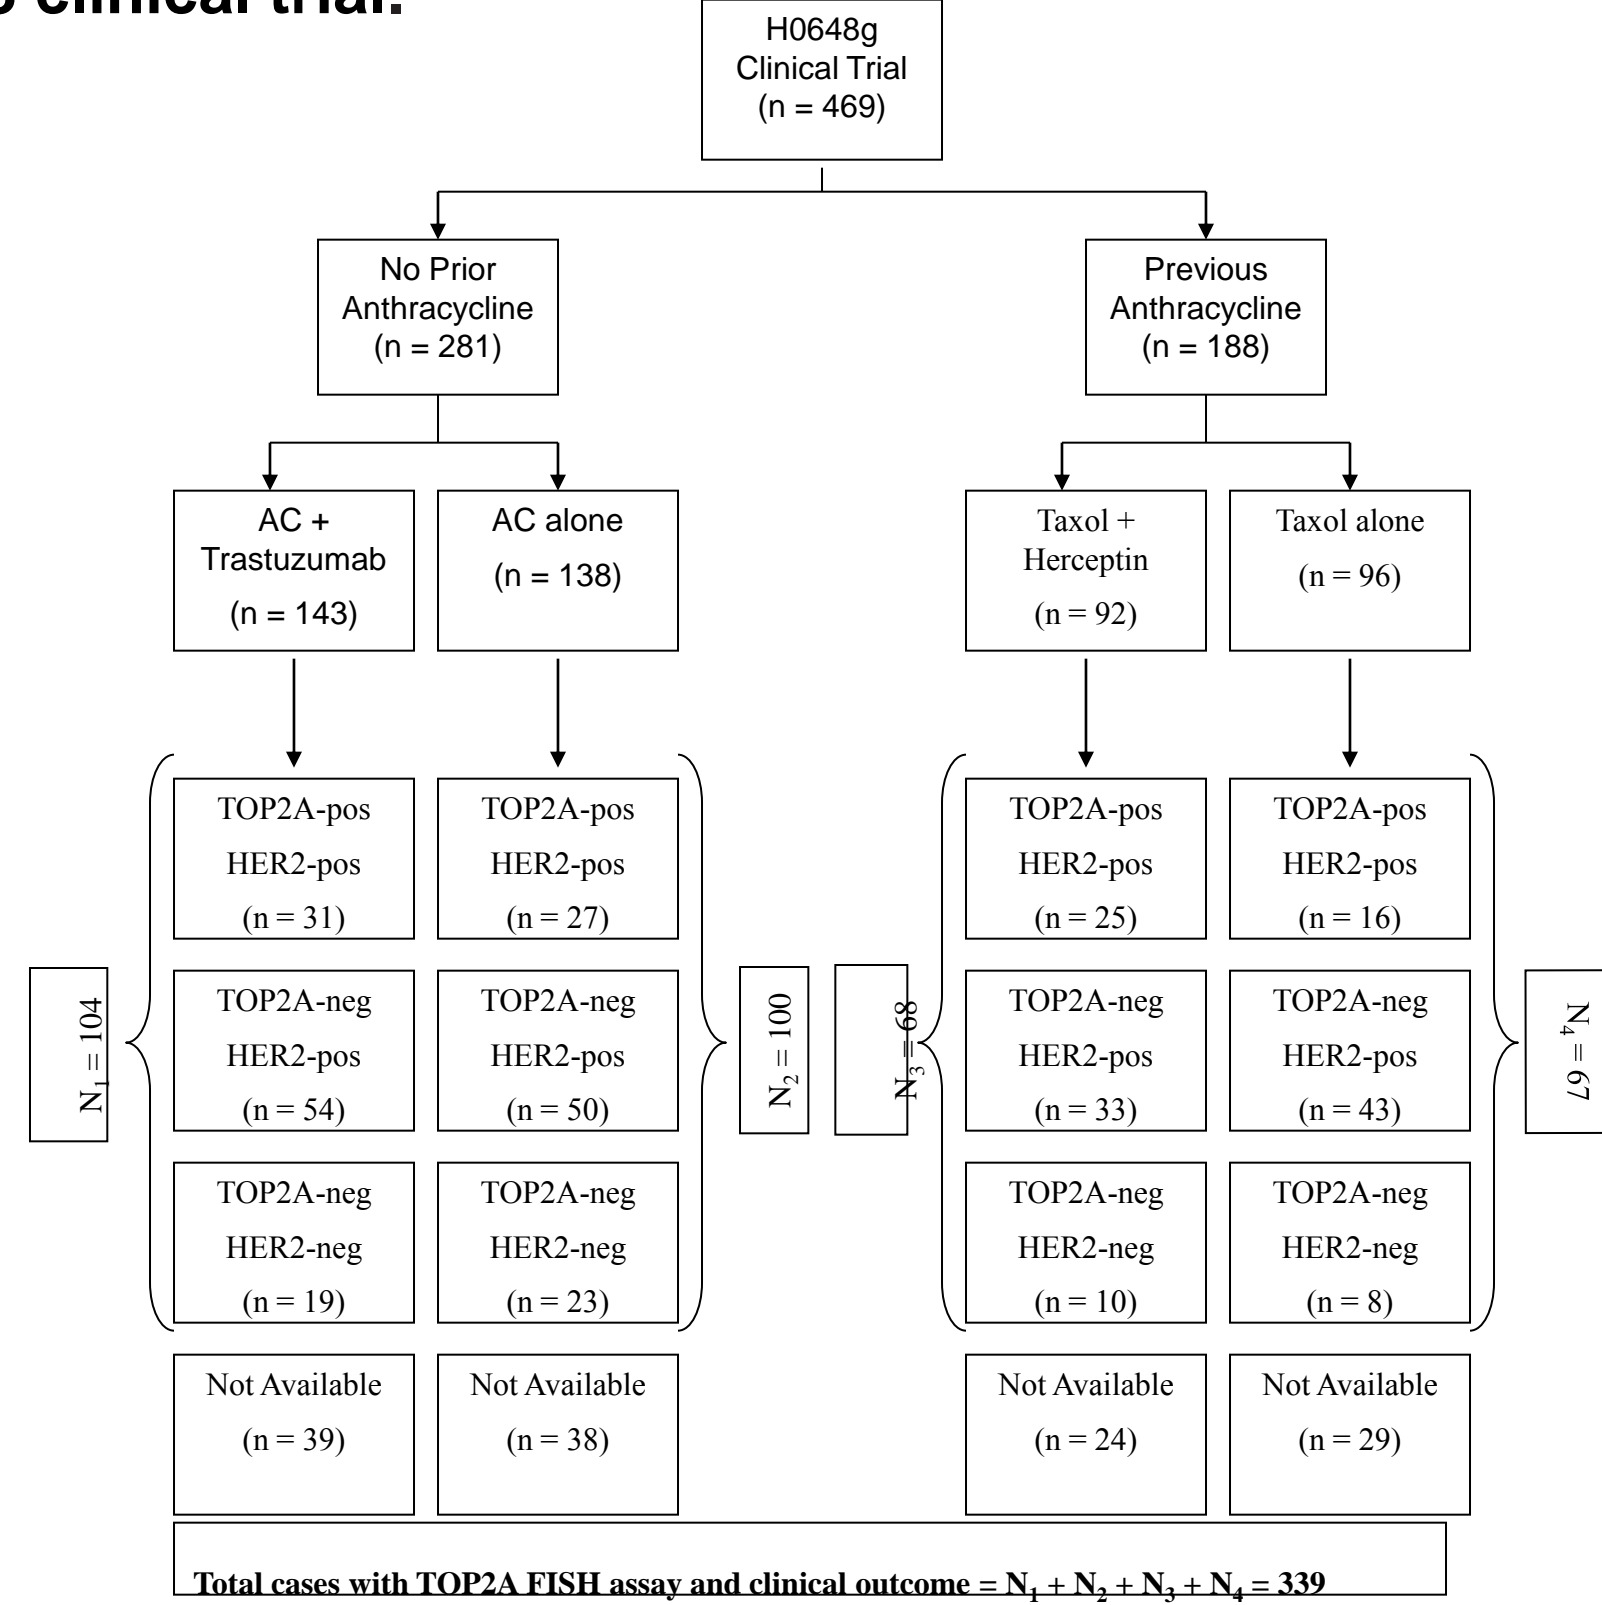 clinical trial.
H0648g
Clinical Trial
(n = 469)
No Prior
Anthracycline
(n = 281)
Previous
Anthracycline
(n = 188)
AC +
Trastuzumab
(n = 143)
AC alone
(n = 138)
Taxol +
Herceptin
(n = 92)
Taxol alone
(n = 96)
TOP2A-pos
HER2-pos
(n = 31)
TOP2A-pos
HER2-pos
(n = 27)
TOP2A-pos
HER2-pos
(n = 25)
TOP2A-pos
HER2-pos
(n = 16)
N₁ = 104
TOP2A-neg
HER2-pos
(n = 54)
TOP2A-neg
HER2-pos
(n = 50)
N₂ = 100
N₃ = 68
TOP2A-neg
HER2-pos
(n = 33)
TOP2A-neg
HER2-pos
(n = 43)
N₄ = 67
TOP2A-neg
HER2-neg
(n = 19)
TOP2A-neg
HER2-neg
(n = 23)
TOP2A-neg
HER2-neg
(n = 10)
TOP2A-neg
HER2-neg
(n = 8)
Not Available
(n = 39)
Not Available
(n = 38)
Not Available
(n = 24)
Not Available
(n = 29)
Total cases with TOP2A FISH assay and clinical outcome = N₁ + N₂ + N₃ + N₄ = 339